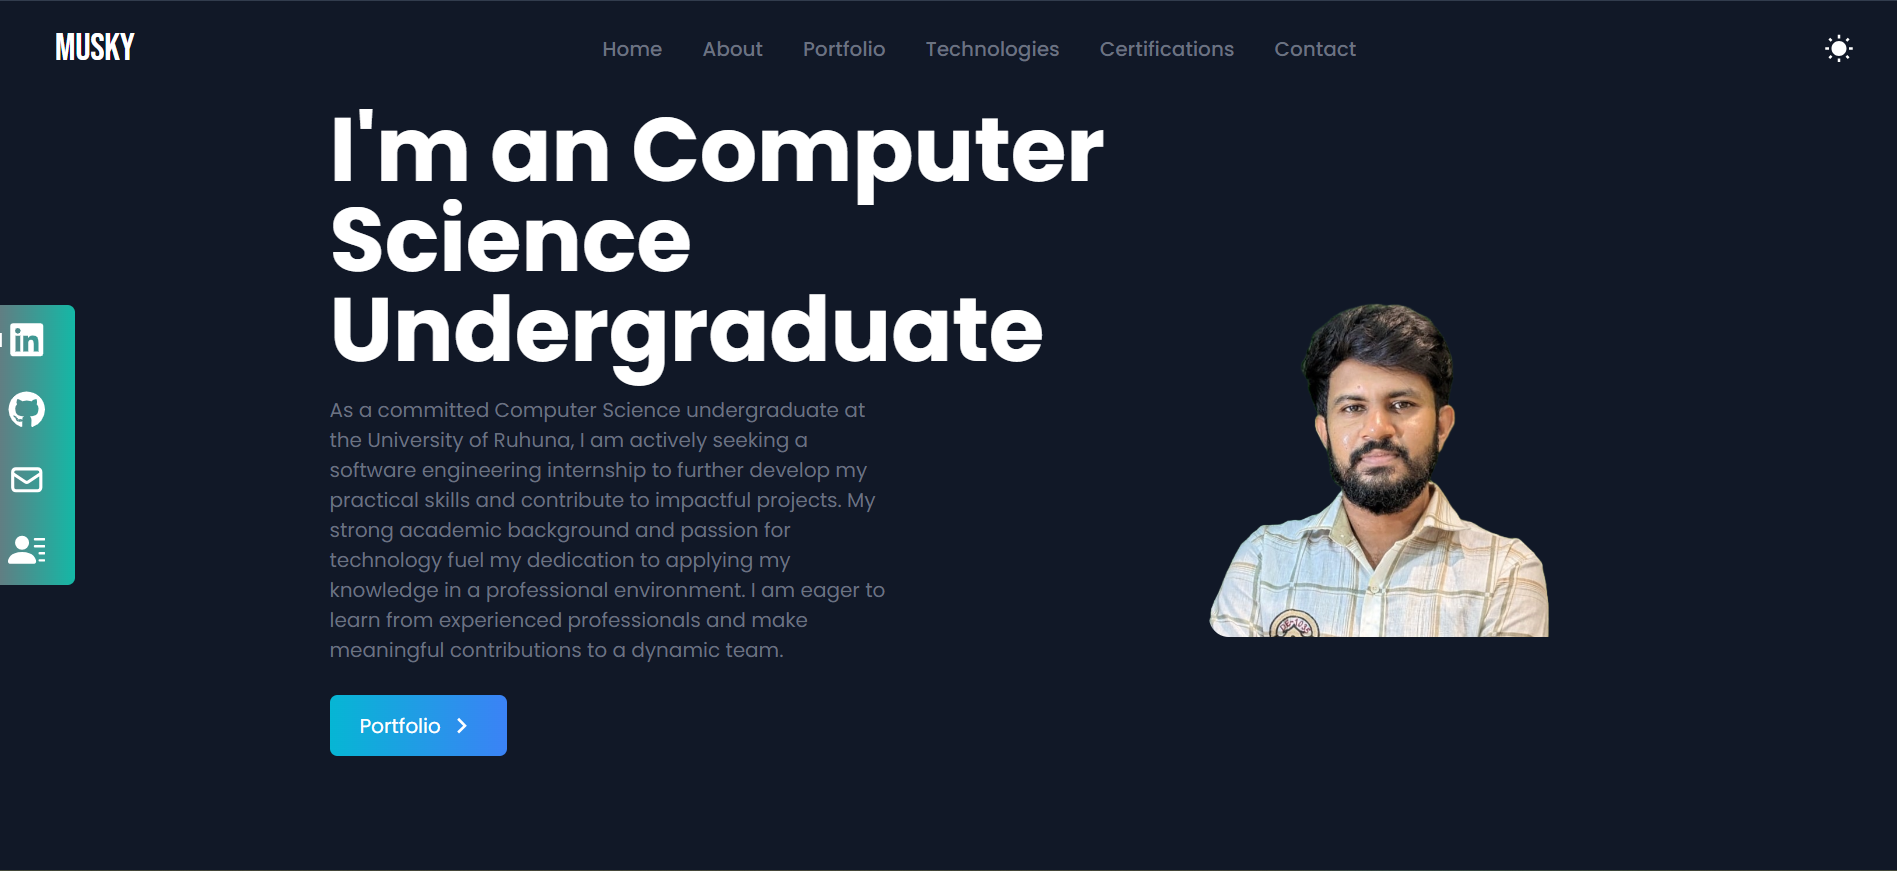 MUSKY
Home About Portfolio Technologies Certifications Contact
I'm an Computer
Science
Undergraduate
As a committed Computer Science undergraduate at
the University of Ruhuna, I am actively seeking a
software engineering internship to further develop my
practical skills and contribute to impactful projects. My
strong academic background and passion for
technology fuel my dedication to applying my
knowledge in a professional environment. I am eager to
learn from experienced professionals and make
meaningful contributions to a dynamic team.
Portfolio
in